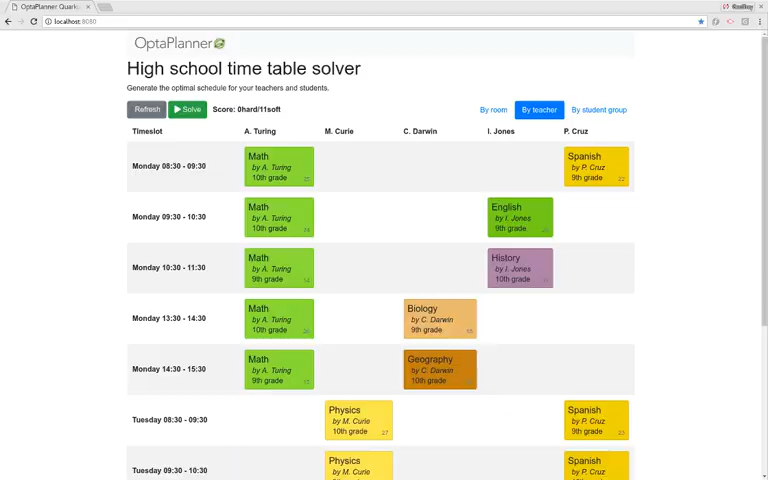 OptaPlanner Quark
localhost:8080
OptaPlanner
High school time table solver
Generate the optimal schedule for your teachers and students.
Refresh Solve Score: 0hard/11soft By room By teacher By student group
Timeslot A. Turing M. Curie C. Darwin I. Jones P. Cruz
Monday 08:30 - 09:30
Math
by A. Turing
10th grade
Spanish
by P. Cruz
9th grade 22
Monday 09:30 - 10:30
Math
by A. Turing
10th grade
English
by I. Jones
9th grade
Monday 10:30 - 11:30
Math
by A. Turing
9th grade 14
History
by I. Jones
10th grade
Monday 13:30 - 14:30
Math
by A. Turing
10th grade
Biology
by C. Darwin
9th grade
Monday 14:30 - 15:30
Math
by A. Turing
9th grade
Geography
by C. Darwin
10th grade
Tuesday 08:30 - 09:30
Physics
by M. Curie
10th grade 27
Spanish
by P. Cruz
9th grade 23
Tuesday 09:30 - 10:30
Physics
by M. Curie
Spanish
by P. Cruz